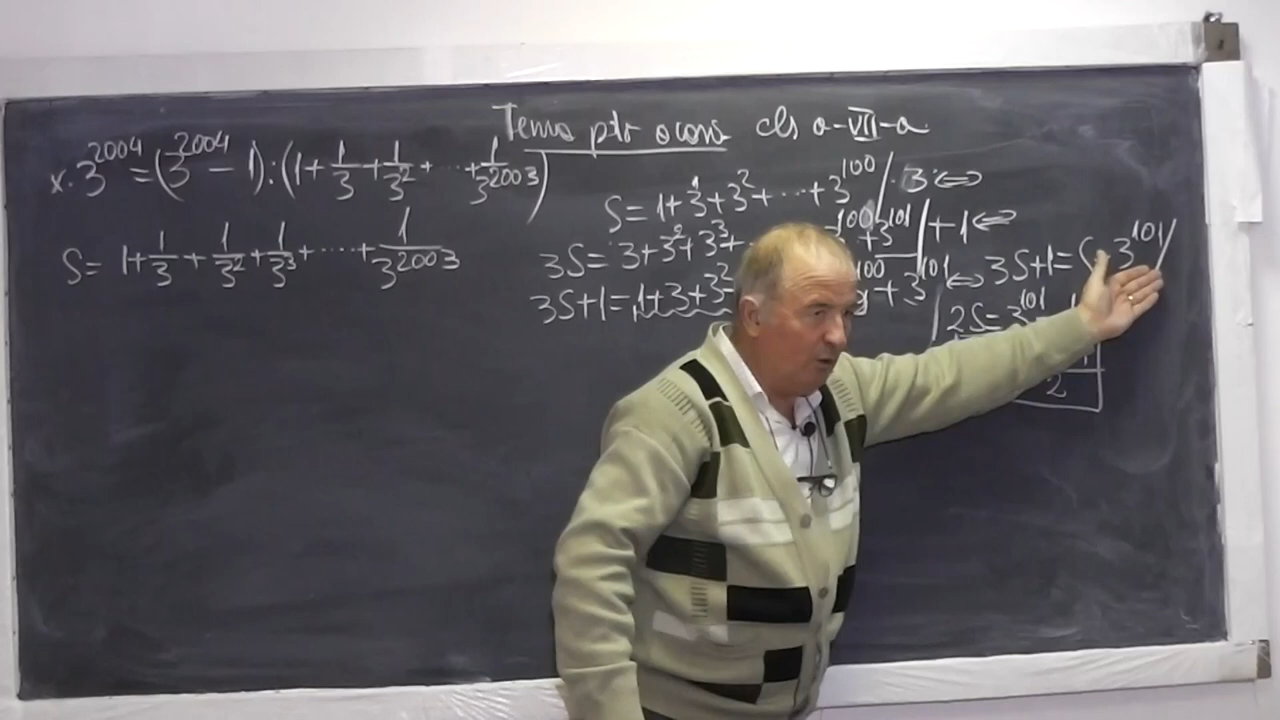 Tema ptr acasă cls a-VII-a
x·3^2004=(3^2004-1):(1+1/3+1/3^2+...+1/3^2003)
S=1+1/3+1/3^2+1/3^3+...+1/3^2003
S=1+3+3^2+...+3^100/·3⇔
3S=3+3^2+3^3+ 3^100+3^101/+1⇔
3S+1=1+3+3^2 100+3^101⇔3S+1=S 3^101/
2S=3^101
2